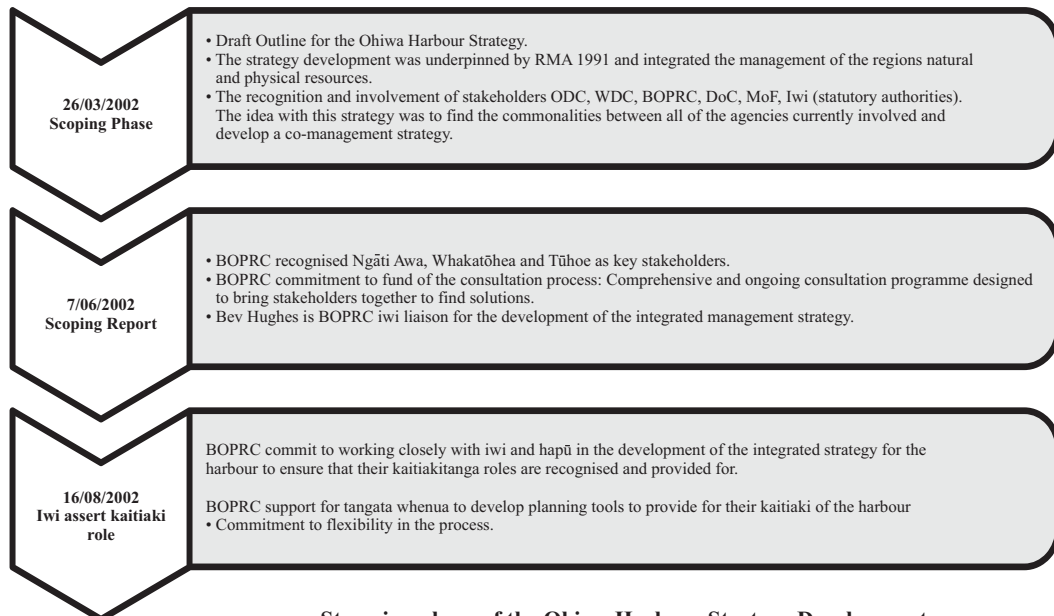 26/03/2002
Scoping Phase
• Draft Outline for the Ohiwa Harbour Strategy.
• The strategy development was underpinned by RMA 1991 and integrated the management of the regions natural
and physical resources.
• The recognition and involvement of stakeholders ODC, WDC, BOPRC, DoC, MoF, Iwi (statutory authorities).
The idea with this strategy was to find the commonalities between all of the agencies currently involved and
develop a co-management strategy.
7/06/2002
Scoping Report
• BOPRC recognised Ngāti Awa, Whakatōhea and Tūhoe as key stakeholders.
• BOPRC commitment to fund of the consultation process: Comprehensive and ongoing consultation programme designed
to bring stakeholders together to find solutions.
• Bev Hughes is BOPRC iwi liaison for the development of the integrated management strategy.
16/08/2002
Iwi assert kaitiaki
role
BOPRC commit to working closely with iwi and hapū in the development of the integrated strategy for the
harbour to ensure that their kaitiakitanga roles are recognised and provided for.
BOPRC support for tangata whenua to develop planning tools to provide for their kaitiaki of the harbour
• Commitment to flexibility in the process.